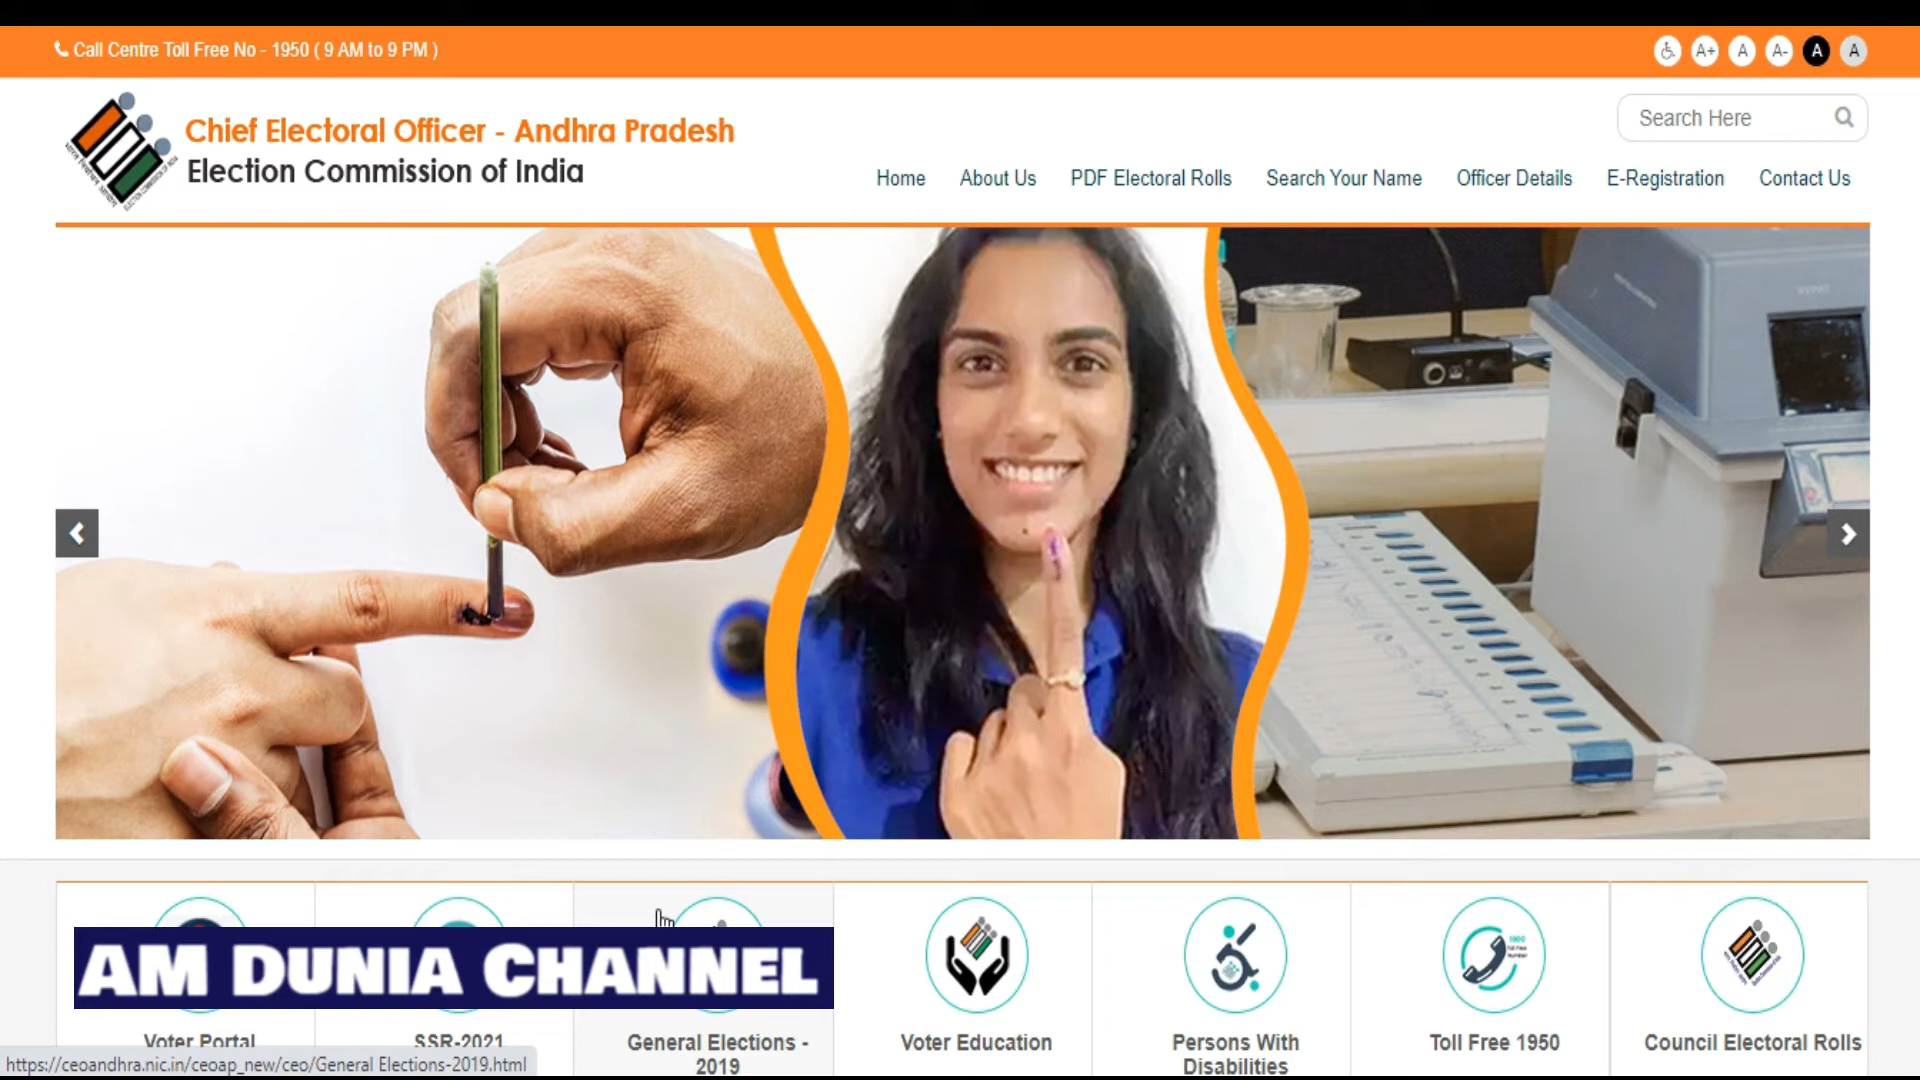 Call Centre Toll Free No - 1950 ( 9 AM to 9 PM )
A+ A A- A A
Chief Electoral Officer - Andhra Pradesh
Election Commission of India
Search Here
Home About Us PDF Electoral Rolls Search Your Name Officer Details E-Registration Contact Us
AM DUNIA CHANNEL
Voter Portal
SSR-2021
General Elections -
2019
Voter Education
Persons With
Disabilities
Toll Free 1950
Council Electoral Rolls
https://ceoandhra.nic.in/ceoap_new/ceo/General Elections-2019.html